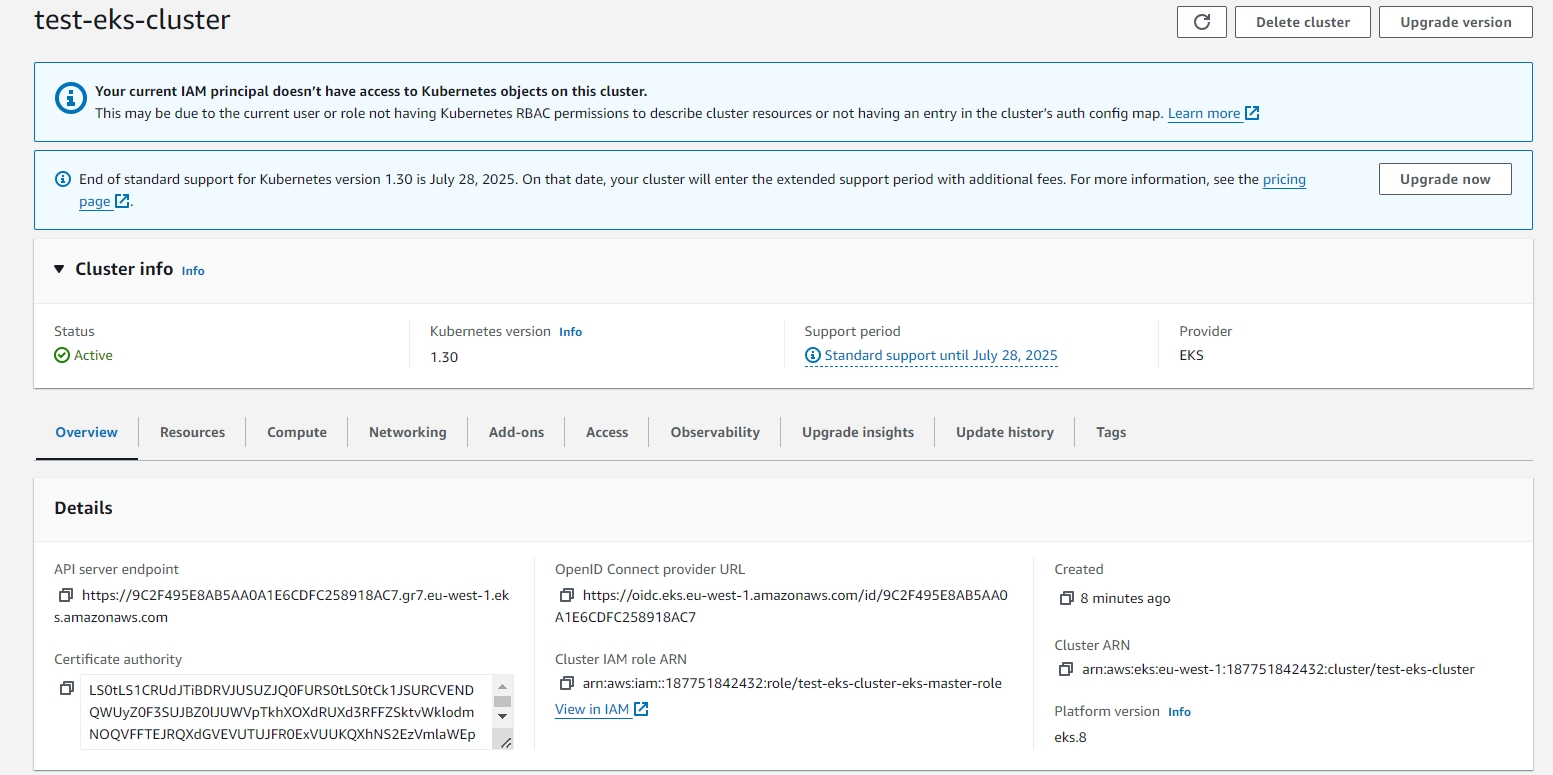 test-eks-cluster
Delete cluster
Upgrade version
Your current IAM principal doesn’t have access to Kubernetes objects on this cluster.
This may be due to the current user or role not having Kubernetes RBAC permissions to describe cluster resources or not having an entry in the cluster’s auth config map. Learn more
End of standard support for Kubernetes version 1.30 is July 28, 2025. On that date, your cluster will enter the extended support period with additional fees. For more information, see the pricing
page .
Upgrade now
Cluster info Info
Status
Active
Kubernetes version Info
1.30
Support period
Standard support until July 28, 2025
Provider
EKS
Overview
Resources
Compute
Networking
Add-ons
Access
Observability
Upgrade insights
Update history
Tags
Details
API server endpoint
https://9C2F495E8AB5AA0A1E6CDFC258918AC7.gr7.eu-west-1.ek
s.amazonaws.com
Certificate authority
LS0tLS1CRUdJTiBDRVJUSUZJQ0FURS0tLS0tCk1JSURCVEND
QWUyZ0F3SUJBZ0lJUWVpTkhXOXdRUXd3RFFZSktvWklodm
NOQVFFTEJRQXdGVEVUTUJFR0ExVUUKQXhNS2EzVmlaWEp
OpenID Connect provider URL
https://oidc.eks.eu-west-1.amazonaws.com/id/9C2F495E8AB5AA0
A1E6CDFC258918AC7
Cluster IAM role ARN
arn:aws:iam::187751842432:role/test-eks-cluster-eks-master-role
View in IAM
Created
8 minutes ago
Cluster ARN
arn:aws:eks:eu-west-1:187751842432:cluster/test-eks-cluster
Platform version Info
eks.8